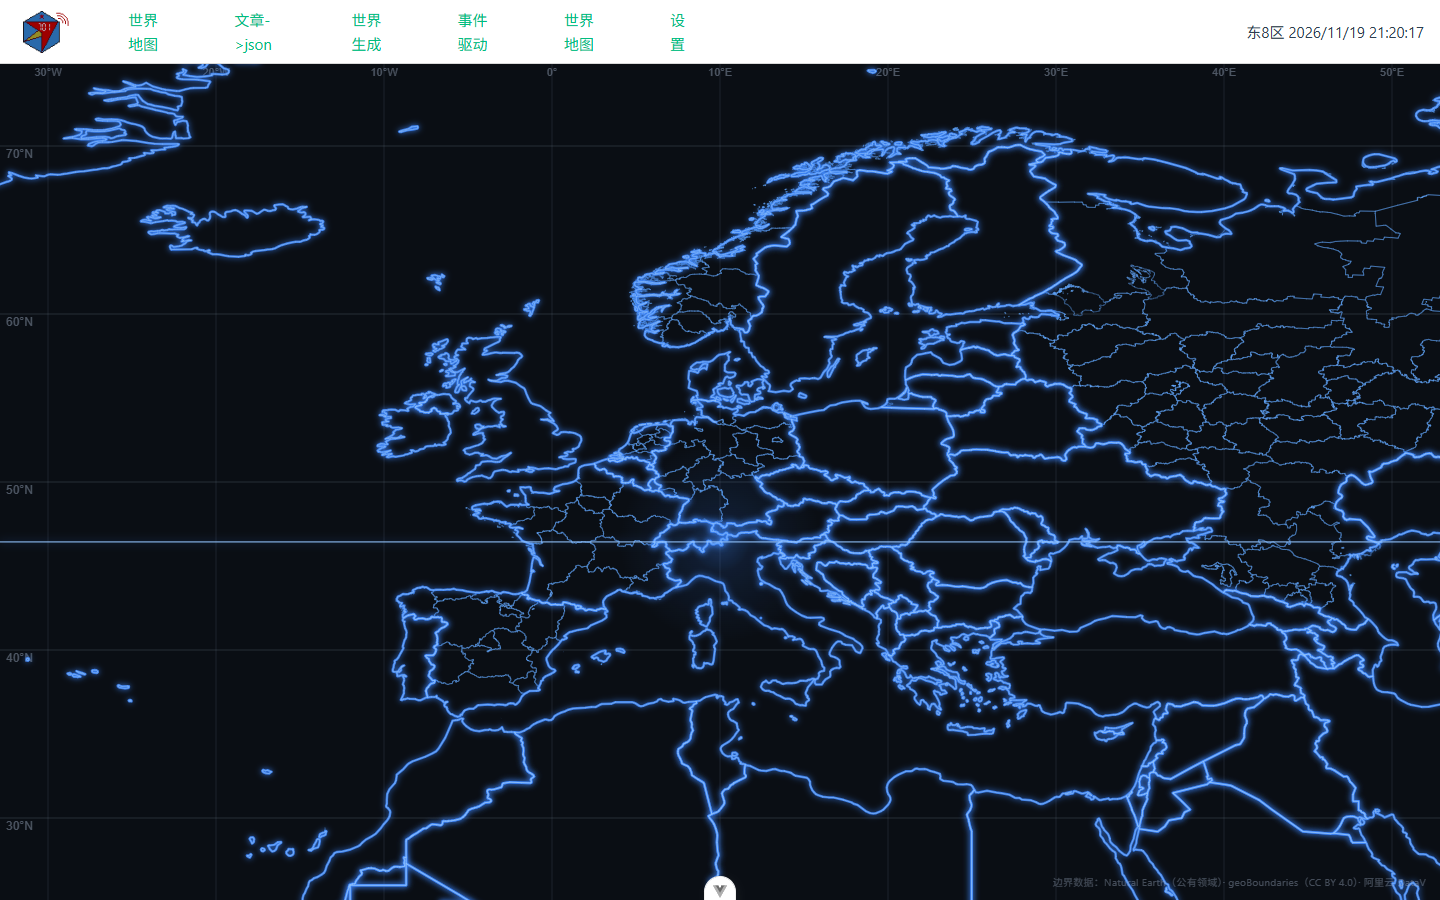 世界
地图
文章-
>json
世界
生成
事件
驱动
世界
地图
设
置
东8区 2026/11/19 21:20:17
30°W
20°W
10°W
0°
10°E
20°E
30°E
40°E
50°E
70°N
60°N
50°N
40°N
30°N
边界数据：Natural Earth（公有领域）· geoBoundaries（CC BY 4.0）· 阿里云 DataV